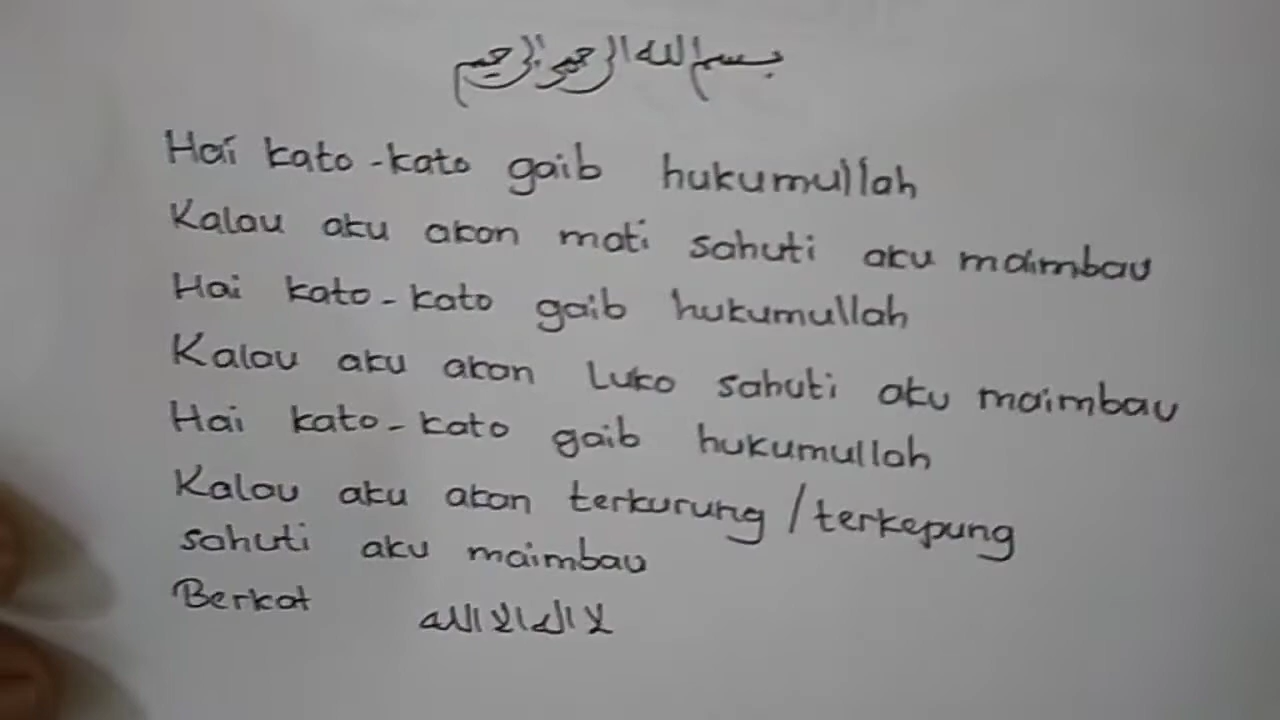 بسم الله الرحمن الرحيم
Hai kato-kato gaib hukumullah
Kalau aku akan mati sahuti aku maimbau
Hai kato-kato gaib hukumullah
Kalau aku akan Luko sahuti aku maimbau
Hai kato-kato gaib hukumullah
Kalau aku akan terkurung / terkepung
sahuti aku maimbau
Berkat لا اله الا الله